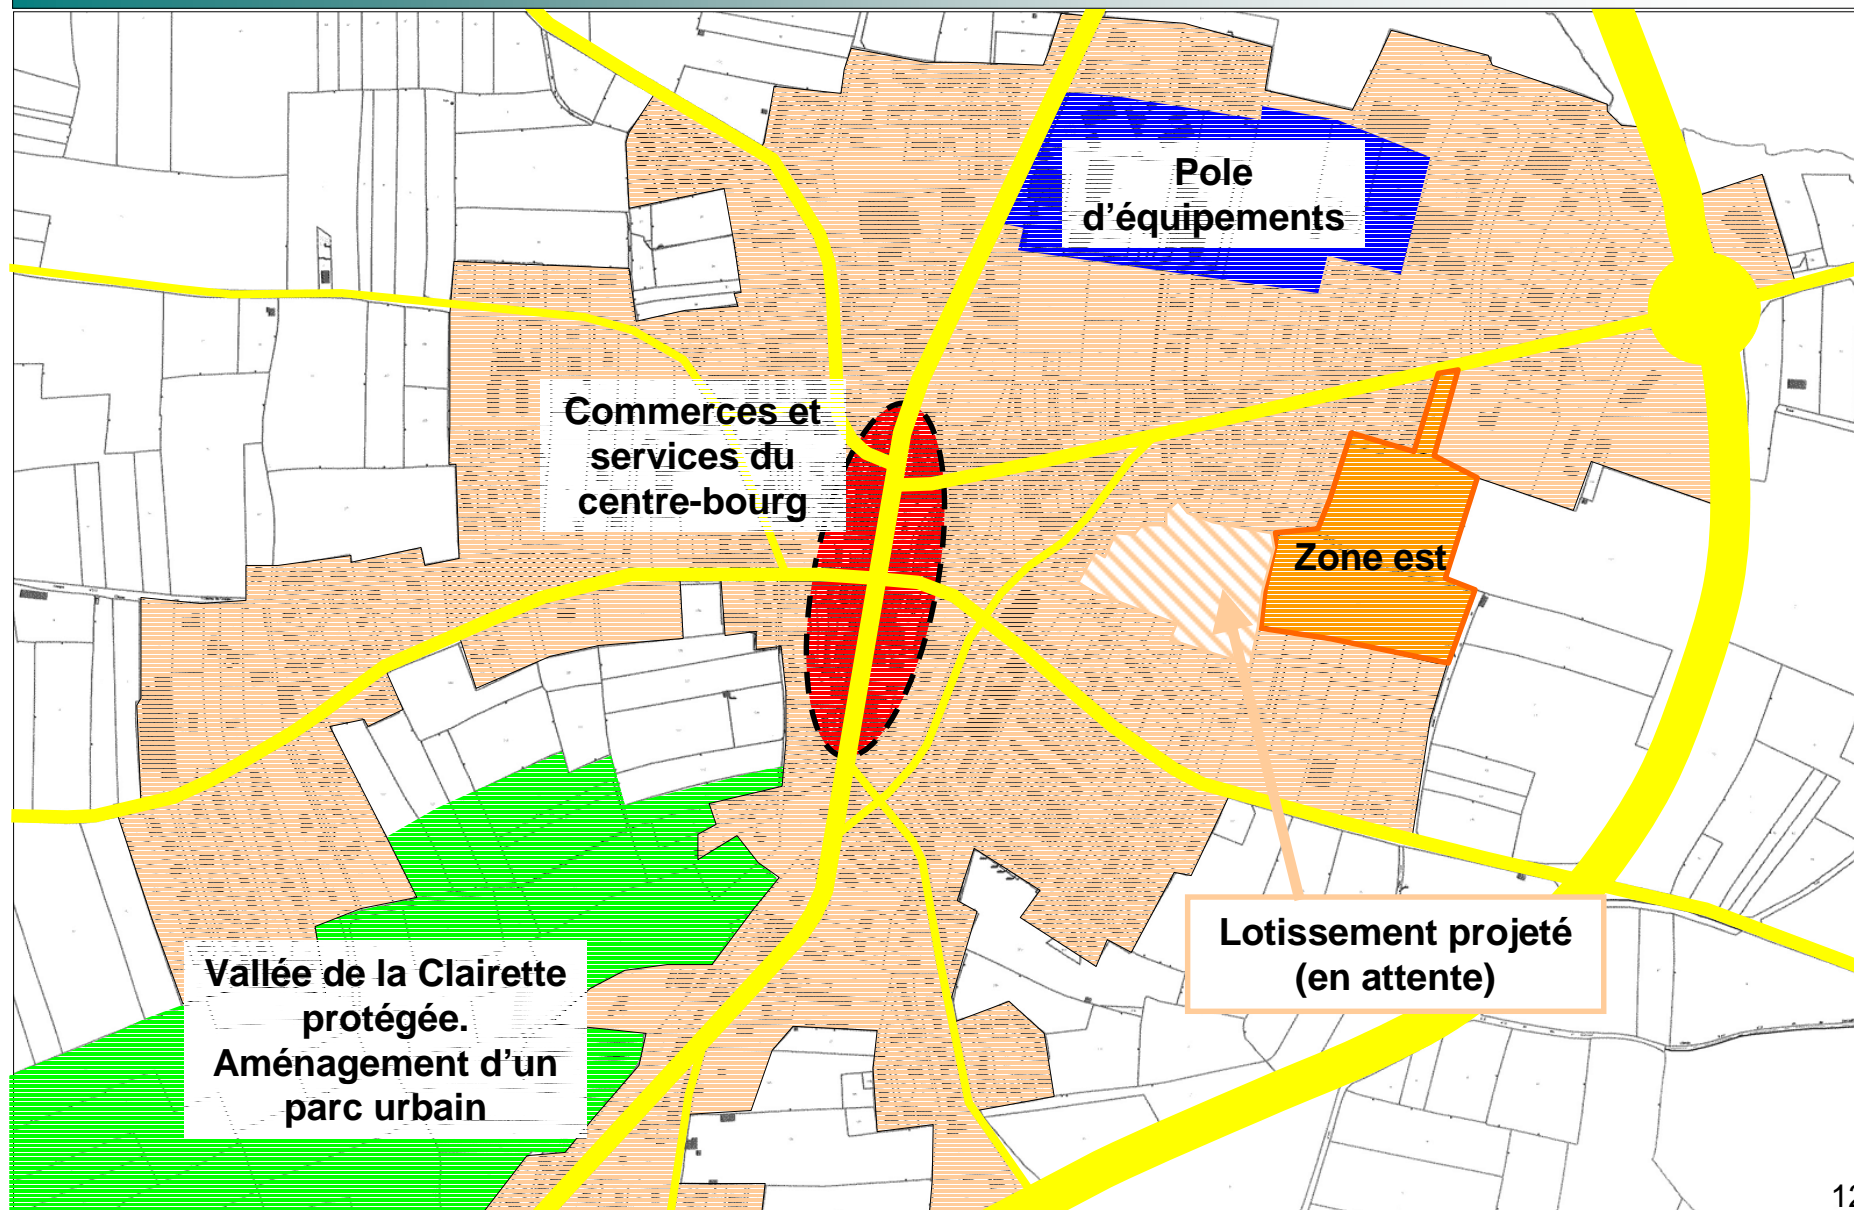 Pole
d’équipements
Commerces et
services du
centre-bourg
Zone est
Lotissement projeté
(en attente)
Vallée de la Clairette
protégée.
Aménagement d’un
parc urbain
12